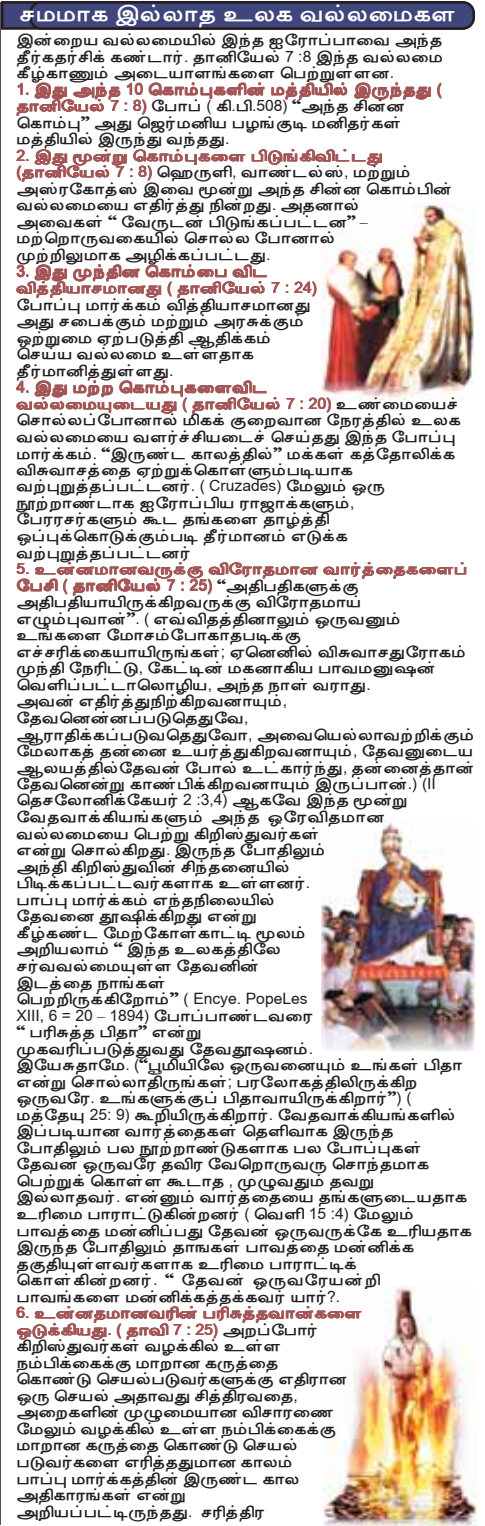 சமமாக இல்லாத உலக வல்லமைகள
இன்றைய வல்லமையில் இந்த ஐரோப்பாவை அந்த
தீர்கதர்சிக் கண்டார். தானியேல் 7 :8 இந்த வல்லமை
கீழ்காணும் அடையாளங்களை பெற்றுள்ளன.
1. இது அந்த 10 கொம்புகளின் மத்தியில் இருந்தது (
தானியேல் 7 : 8) போப் ( கி.பி.508) “அந்த சின்ன
கொம்பு” அது ஜெர்மனிய பழங்குடி மனிதர்கள்
மத்தியில் இருந்து வந்தது.
2. இது மூன்று கொம்புகளை பிடுங்கிவிட்டது
(தானியேல் 7 : 8) ஹெருளி, வாண்டல்ஸ், மற்றும்
அஸ்ரகோத்ஸ் இவை மூன்று அந்த சின்ன கொம்பின்
வல்லமையை எதிர்த்து நின்றது. அதனால்
அவைகள் “ வேருடன் பிடுங்கப்பட்டன” –
மற்றொருவகையில் சொல்ல போனால்
முற்றிலுமாக அழிக்கப்பட்டது.
3. இது முந்தின கொம்பை விட
வித்தியாசமானது ( தானியேல் 7 : 24)
போப்பு மார்க்கம் வித்தியாசமானது
அது சபைக்கும் மற்றும் அரசுக்கும்
ஒற்றுமை ஏற்படுத்தி ஆதிக்கம்
செய்ய வல்லமை உள்ளதாக
தீர்மானித்துள்ளது.
4. இது மற்ற கொம்புகளைவிட
வல்லமையுடையது ( தானியேல் 7 : 20) உண்மையைச்
சொல்லப்போனால் மிகக் குறைவான நேரத்தில் உலக
வல்லமையை வளர்ச்சியடைச் செய்தது இந்த போப்பு
மார்க்கம். “இருண்ட காலத்தில்” மக்கள் கத்தோலிக்க
விசுவாசத்தை ஏற்றுக்கொள்ளும்படியாக
வற்புறுத்தப்பட்டனர். ( Cruzades) மேலும் ஒரு
நூற்றாண்டாக ஐரோப்பிய ராஜாக்களும்,
பேரரசர்களும் கூட தங்களை தாழ்த்தி
ஒப்புக்கொடுக்கும்படி தீர்மானம் எடுக்க
வற்புறுத்தப்பட்டனர்
5. உன்னமானவருக்கு விரோதமான வார்த்தைகளைப்
பேசி ( தானியேல் 7 : 25) “அதிபதிகளுக்கு
அதிபதியாயிருக்கிறவருக்கு விரோதமாய்
எழும்புவான்”. ( எவ்விதத்தினாலும் ஒருவனும்
உங்களை மோசம்போகாதபடிக்கு
எச்சரிக்கையாயிருங்கள்; ஏனெனில் விசுவாசதுரோகம்
முந்தி நேரிட்டு, கேட்டின் மகனாகிய பாவமனுஷன்
வெளிப்பட்டாலொழிய, அந்த நாள் வராது.
அவன் எதிர்த்துநிற்கிறவனாயும்,
தேவனென்னப்படுதெதுவே,
ஆராதிக்கப்படுவதெதுவோ, அவையெல்லாவற்றிக்கும்
மேலாகத் தன்னை உயர்த்துகிறவனாயும், தேவனுடைய
ஆலயத்தில்தேவன் போல் உட்கார்ந்து, தன்னைத்தான்
தேவனென்று காண்பிக்கிறவனாயும் இருப்பான்.) (II
தெசலோனிக்கேயர் 2 :3,4) ஆகவே இந்த மூன்று
வேதவாக்கியங்களும் அந்த ஒரேவிதமான
வல்லமையை பெற்று கிறிஸ்துவர்கள்
என்று சொல்கிறது. இருந்த போதிலும்
அந்தி கிறிஸ்துவின் சிந்தனையில்
பிடிக்கப்பட்டவர்களாக உள்ளனர்.
பாப்பு மார்க்கம் எந்தநிலையில்
தேவனை தூஷிக்கிறது என்று
கீழ்கண்ட மேற்கோள்காட்டி மூலம்
அறியலாம் “ இந்த உலகத்திலே
சர்வவல்மையுள்ள தேவனின்
இடத்தை நாங்கள்
பெற்றிருக்கிறோம்” ( Encye. PopeLes
XIII, 6 = 20 – 1894) போப்பாண்டவரை
“ பரிசுத்த பிதா” என்று
முகவரிப்படுத்துவது தேவதூஷனம்.
இயேசுதாமே. (“பூமியிலே ஒருவனையும் உங்கள் பிதா
என்று சொல்லாதிருங்கள்; பரலோகத்திலிருக்கிற
ஒருவரே. உங்களுக்குப் பிதாவாயிருக்கிறார்”) (
மத்தேயு 25: 9) கூறியிருக்கிறார். வேதவாக்கியங்களில்
இப்படியான வார்த்தைகள் தெளிவாக இருந்த
போதிலும் பல நூற்றாண்டுகளாக பல போப்புகள்
தேவன ஒருவரே தவிர வேறொருவரு சொந்தமாக
பெற்றுக் கொள்ள கூடாத , முழுவதும் தவறு
இல்லாதவர். என்னும் வார்த்தையை தங்களுடையதாக
உரிமை பாராட்டுகின்றனர் ( வெளி 15 :4) மேலும்
பாவத்தை மன்னிப்பது தேவன் ஒருவருக்கே உரியதாக
இருந்த போதிலும் தாஙகள் பாவத்தை மன்னிக்க
தகுதியுள்ளவர்களாக உரிமை பாராட்டிக்
கொள்கின்றனர். “ தேவன் ஒருவரேயன்றி
பாவங்களை மன்னிக்கத்தக்கவர் யார்?.
6. உன்னதமானவரின் பரிசுத்தவான்களை
ஒடுக்கியது. ( தாவி 7 : 25) அறப்போர்
கிறிஸ்துவர்கள் வழக்கில் உள்ள
நம்பிக்கைக்கு மாறான கருத்தை
கொண்டு செயல்படுவர்களுக்கு எதிரான
ஒரு செயல் அதாவது சித்திரவதை,
அறைகளின் முழுமையான விசாரணை
மேலும் வழக்கில் உள்ள நம்பிக்கைக்கு
மாறான கருத்தை கொண்டு செயல்
படுவர்களை எரித்ததுமான காலம்
பாப்பு மார்க்கத்தின் இருண்ட கால
அதிகாரங்கள் என்று
அறியப்பட்டிருந்தது. சரித்திர